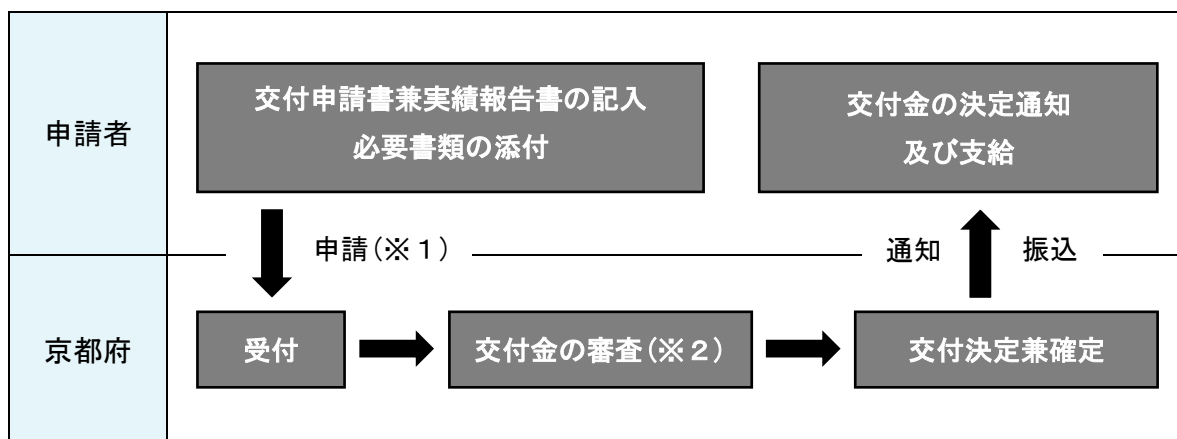 申請者
交付申請書兼実績報告書の記入
必要書類の添付
交付金の決定通知
及び支給
申請(※1)
通知
振込
京都府
受付
交付金の審査(※2)
交付決定兼確定